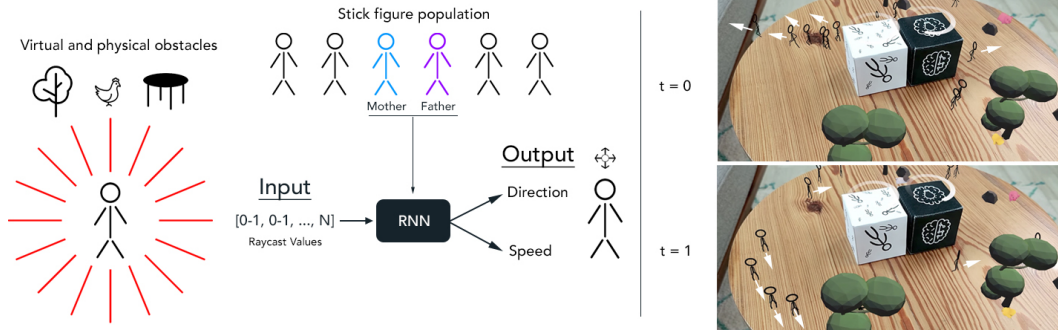 Stick figure population
Virtual and physical obstacles
Mother
Father
t = 0
Output
Input
Direction
[0-1, 0-1, ..., N]
RNN
Raycast Values
Speed
t = 1